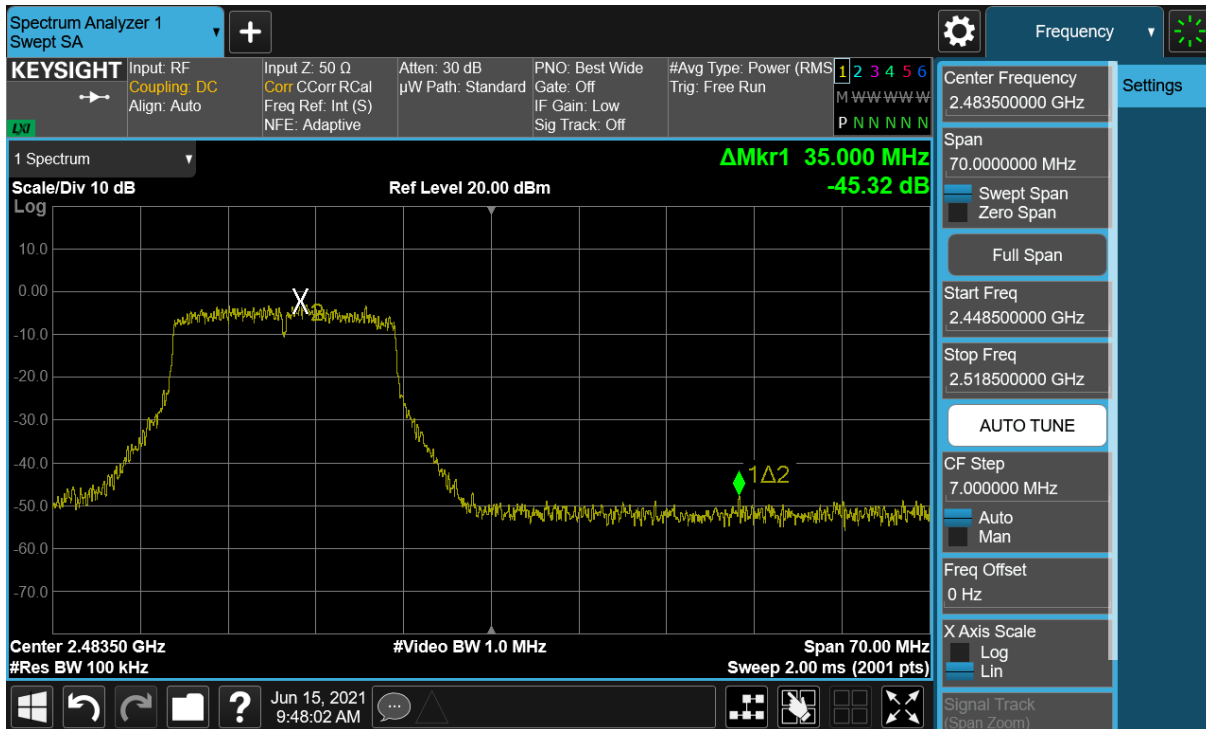 Spectrum Analyzer 1
Swept SA
+
Frequency
KEYSIGHT
LXI
Input: RF
Coupling: DC
Align: Auto
Input Z: 50 Ω
Corr CCorr RCal
Freq Ref: Int (S)
NFE: Adaptive
Atten: 30 dB
µW Path: Standard
PNO: Best Wide
Gate: Off
IF Gain: Low
Sig Track: Off
#Avg Type: Power (RMS
Trig: Free Run
1 2 3 4 5 6
M W W W W W
P N N N N N
1 Spectrum
ΔMkr1 35.000 MHz
-45.32 dB
Scale/Div 10 dB
Ref Level 20.00 dBm
Log
10.0
0.00
-10.0
-20.0
-30.0
-40.0
-50.0
-60.0
-70.0
X2
1Δ2
Center 2.48350 GHz
#Video BW 1.0 MHz
Span 70.00 MHz
#Res BW 100 kHz
Sweep 2.00 ms (2001 pts)
Center Frequency
2.483500000 GHz
Span
70.0000000 MHz
Swept Span
Zero Span
Full Span
Start Freq
2.448500000 GHz
Stop Freq
2.518500000 GHz
AUTO TUNE
CF Step
7.000000 MHz
Auto
Man
Freq Offset
0 Hz
X Axis Scale
Log
Lin
Signal Track
(Span Zoom)
Settings
?
Jun 15, 2021
9:48:02 AM